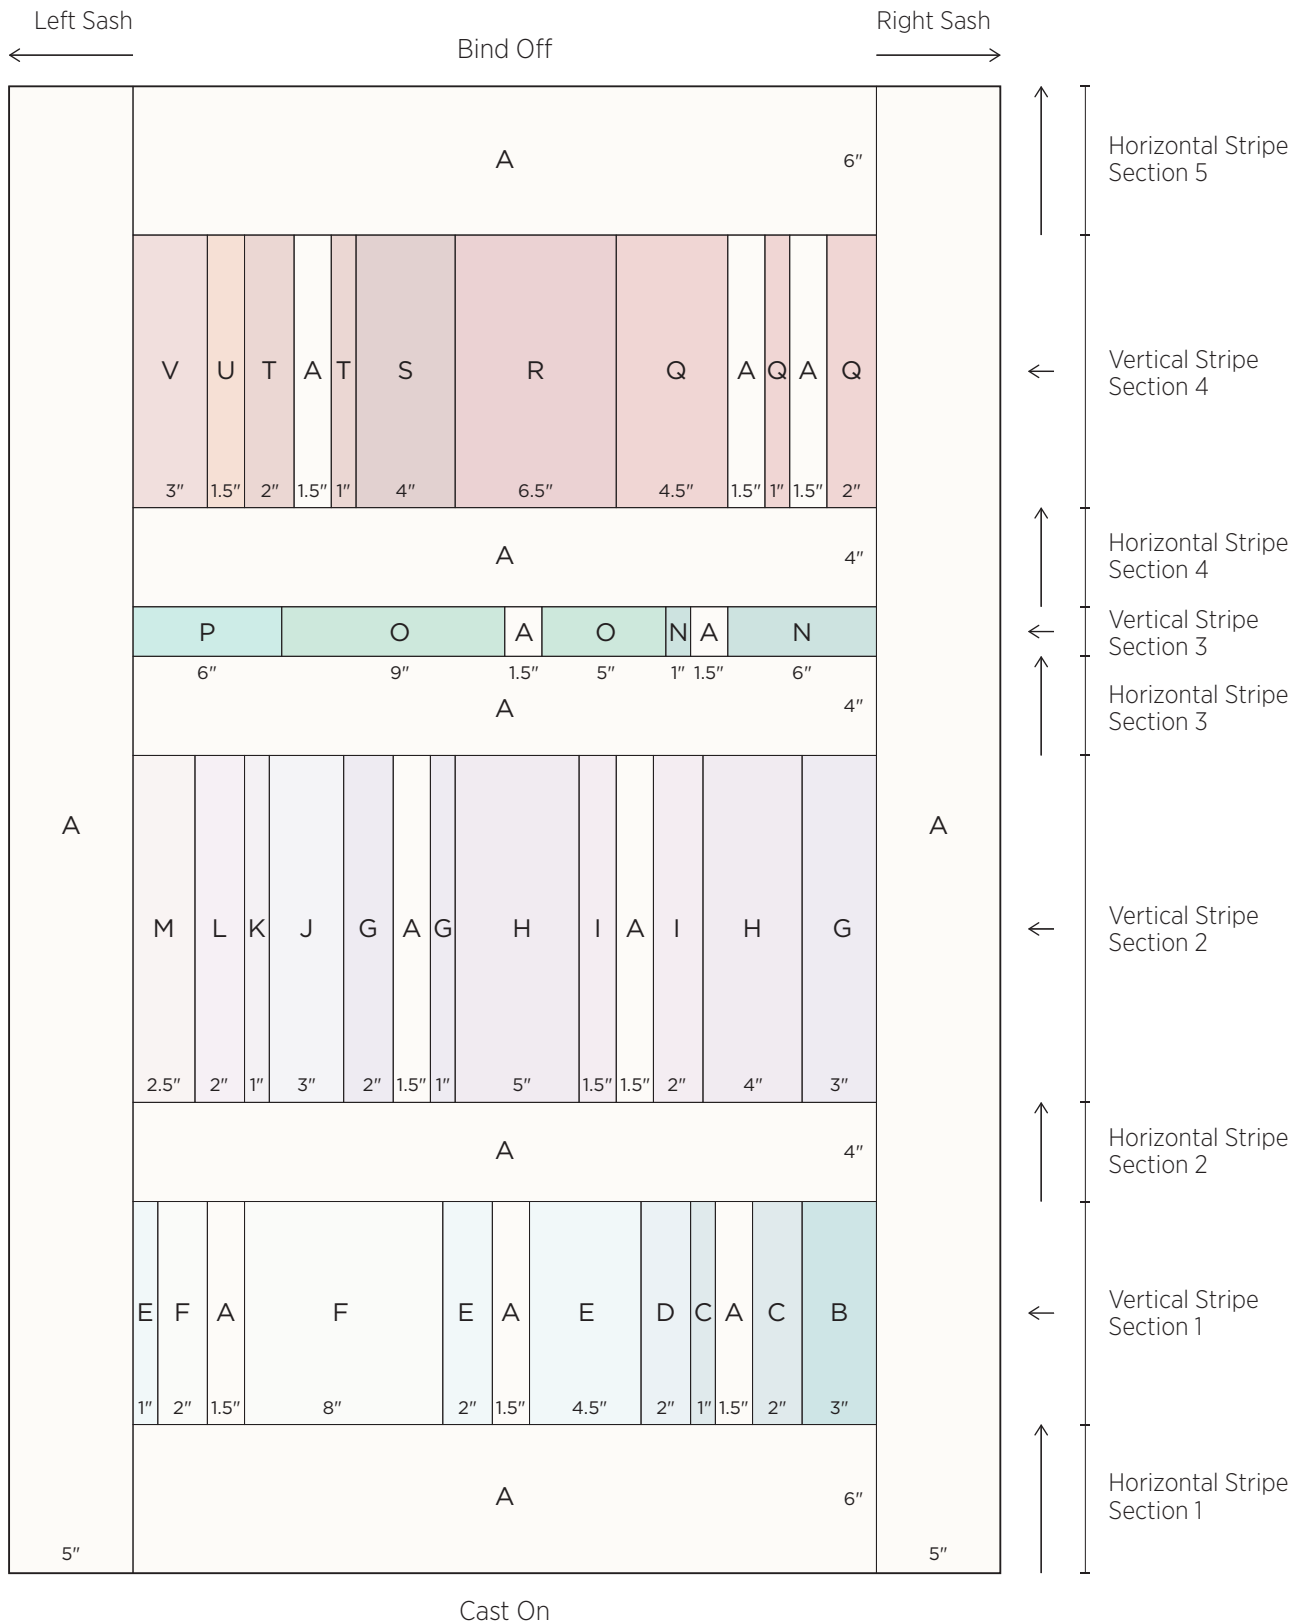 Left Sash
Bind Off
Right Sash
A
6"
Horizontal Stripe
Section 5
V U T A T S R Q A Q A Q
3" 1.5" 2" 1.5" 1" 4" 6.5" 4.5" 1.5" 1" 1.5" 2"
Vertical Stripe
Section 4
A
4"
Horizontal Stripe
Section 4
P O A O N A N
6" 9" 1.5" 5" 1" 1.5" 6"
Vertical Stripe
Section 3
A
4"
Horizontal Stripe
Section 3
A
A
M L K J G A G H I A I H G
2.5" 2" 1" 3" 2" 1.5" 1" 5" 1.5" 1.5" 2" 4" 3"
Vertical Stripe
Section 2
A
4"
Horizontal Stripe
Section 2
E F A F E A E D C A C B
1" 2" 1.5" 8" 2" 1.5" 4.5" 2" 1" 1.5" 2" 3"
Vertical Stripe
Section 1
A
6"
Horizontal Stripe
Section 1
5"
5"
Cast On